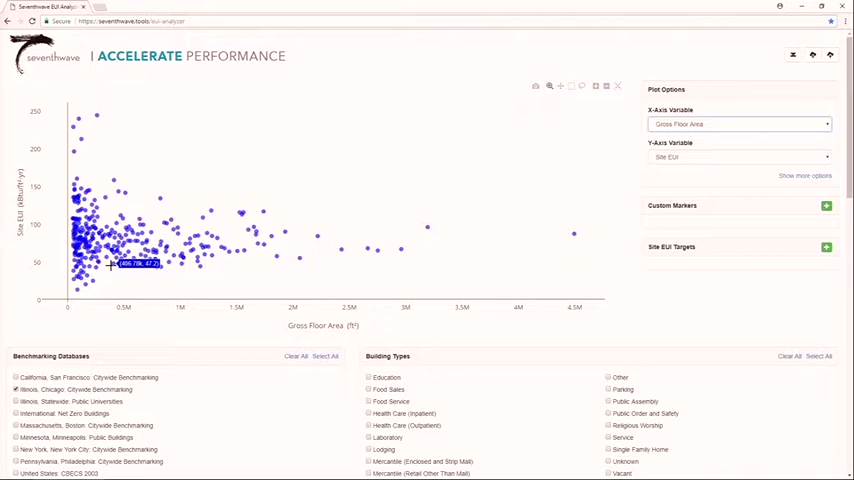 Seventhwave EUI Analyz
Secure
https://seventhwave.tools/eui-analyzer
seventhwave
| ACCELERATE PERFORMANCE
Plot Options
X-Axis Variable
Gross Floor Area
Y-Axis Variable
Site EUI
Show more options
Custom Markers
Site EUI Targets
250
200
150
100
50
0
Site EUI (kBtu/ft²-yr)
(406.78k, 47.2)
0
0.5M
1M
1.5M
2M
2.5M
3M
3.5M
4M
4.5M
Gross Floor Area (ft²)
Benchmarking Databases
Clear All Select All
California, San Francisco: Citywide Benchmarking
Illinois, Chicago: Citywide Benchmarking
Illinois, Statewide: Public Universities
International: Net Zero Buildings
Massachusetts, Boston: Citywide Benchmarking
Minnesota, Minneapolis: Public Buildings
New York, New York City: Citywide Benchmarking
Pennsylvania, Philadelphia: Citywide Benchmarking
United States: CBECS 2003
Building Types
Clear All Select All
Education
Food Sales
Food Service
Health Care (Inpatient)
Health Care (Outpatient)
Laboratory
Lodging
Mercantile (Enclosed and Strip Mall)
Mercantile (Retail Other Than Mall)
Other
Parking
Public Assembly
Public Order and Safety
Religious Worship
Service
Single Family Home
Unknown
Vacant